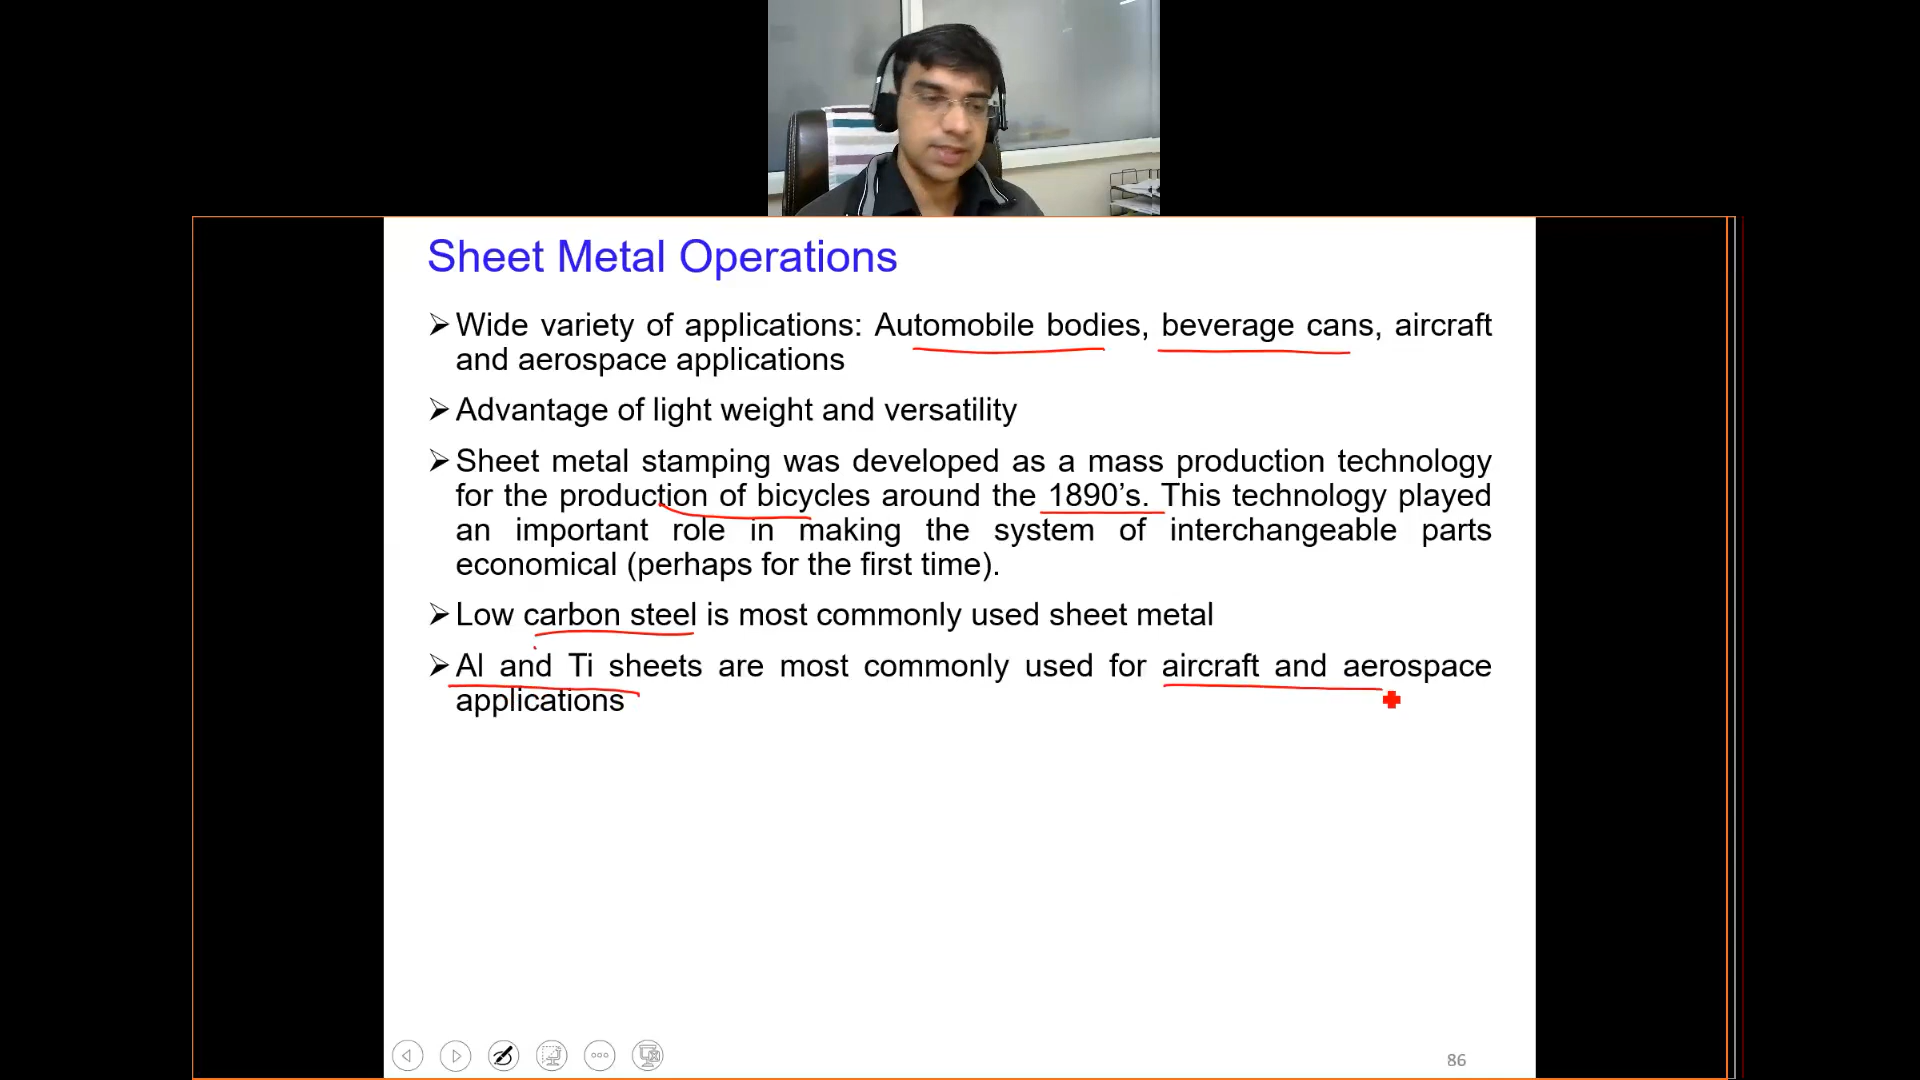 Sheet Metal Operations
➢ Wide variety of applications: Automobile bodies, beverage cans, aircraft
and aerospace applications
➢ Advantage of light weight and versatility
➢ Sheet metal stamping was developed as a mass production technology
for the production of bicycles around the 1890’s. This technology played
an important role in making the system of interchangeable parts
economical (perhaps for the first time).
➢ Low carbon steel is most commonly used sheet metal
➢ Al and Ti sheets are most commonly used for aircraft and aerospace
applications
86